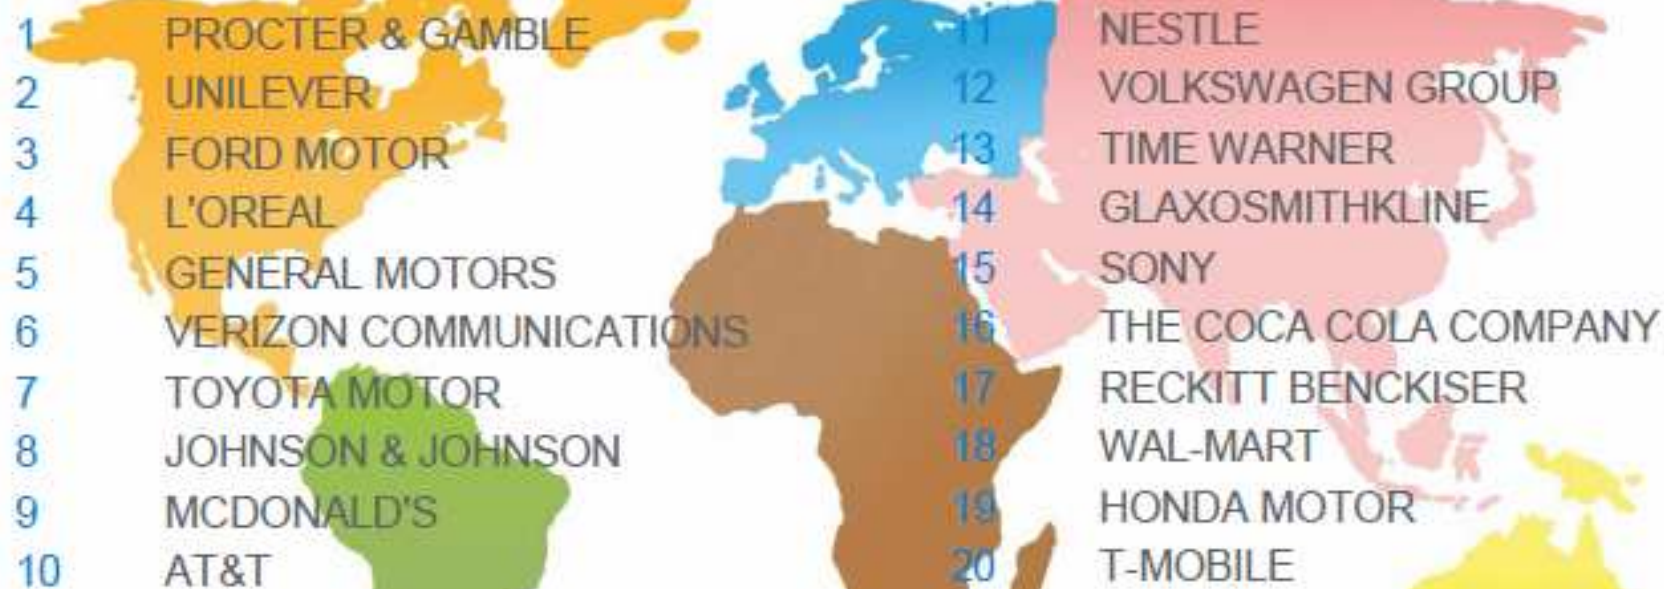 1 PROCTER & GAMBLE
2 UNILEVER
3 FORD MOTOR
4 L'OREAL
5 GENERAL MOTORS
6 VERIZON COMMUNICATIONS
7 TOYOTA MOTOR
8 JOHNSON & JOHNSON
9 MCDONALD'S
10 AT&T
11 NESTLE
12 VOLKSWAGEN GROUP
13 TIME WARNER
14 GLAXOSMITHKLINE
15 SONY
16 THE COCA COLA COMPANY
17 RECKITT BENCKISER
18 WAL-MART
19 HONDA MOTOR
20 T-MOBILE